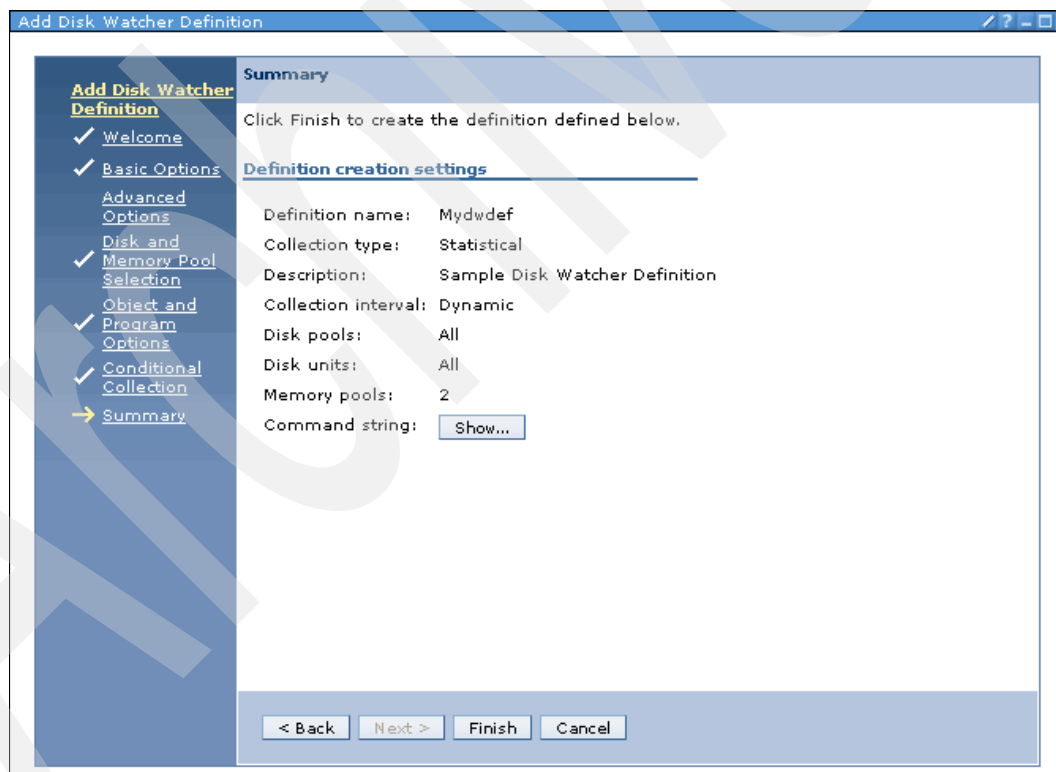 Add Disk Watcher Definition
Add Disk Watcher
Definition
Welcome
Basic Options
Advanced
Options
Disk and
Memory Pool
Selection
Object and
Program
Options
Conditional
Collection
Summary
Summary
Click Finish to create the definition defined below.
Definition creation settings
Definition name: Mydwdef
Collection type: Statistical
Description: Sample Disk Watcher Definition
Collection interval: Dynamic
Disk pools: All
Disk units: All
Memory pools: 2
Command string: Show...
< Back Next > Finish Cancel